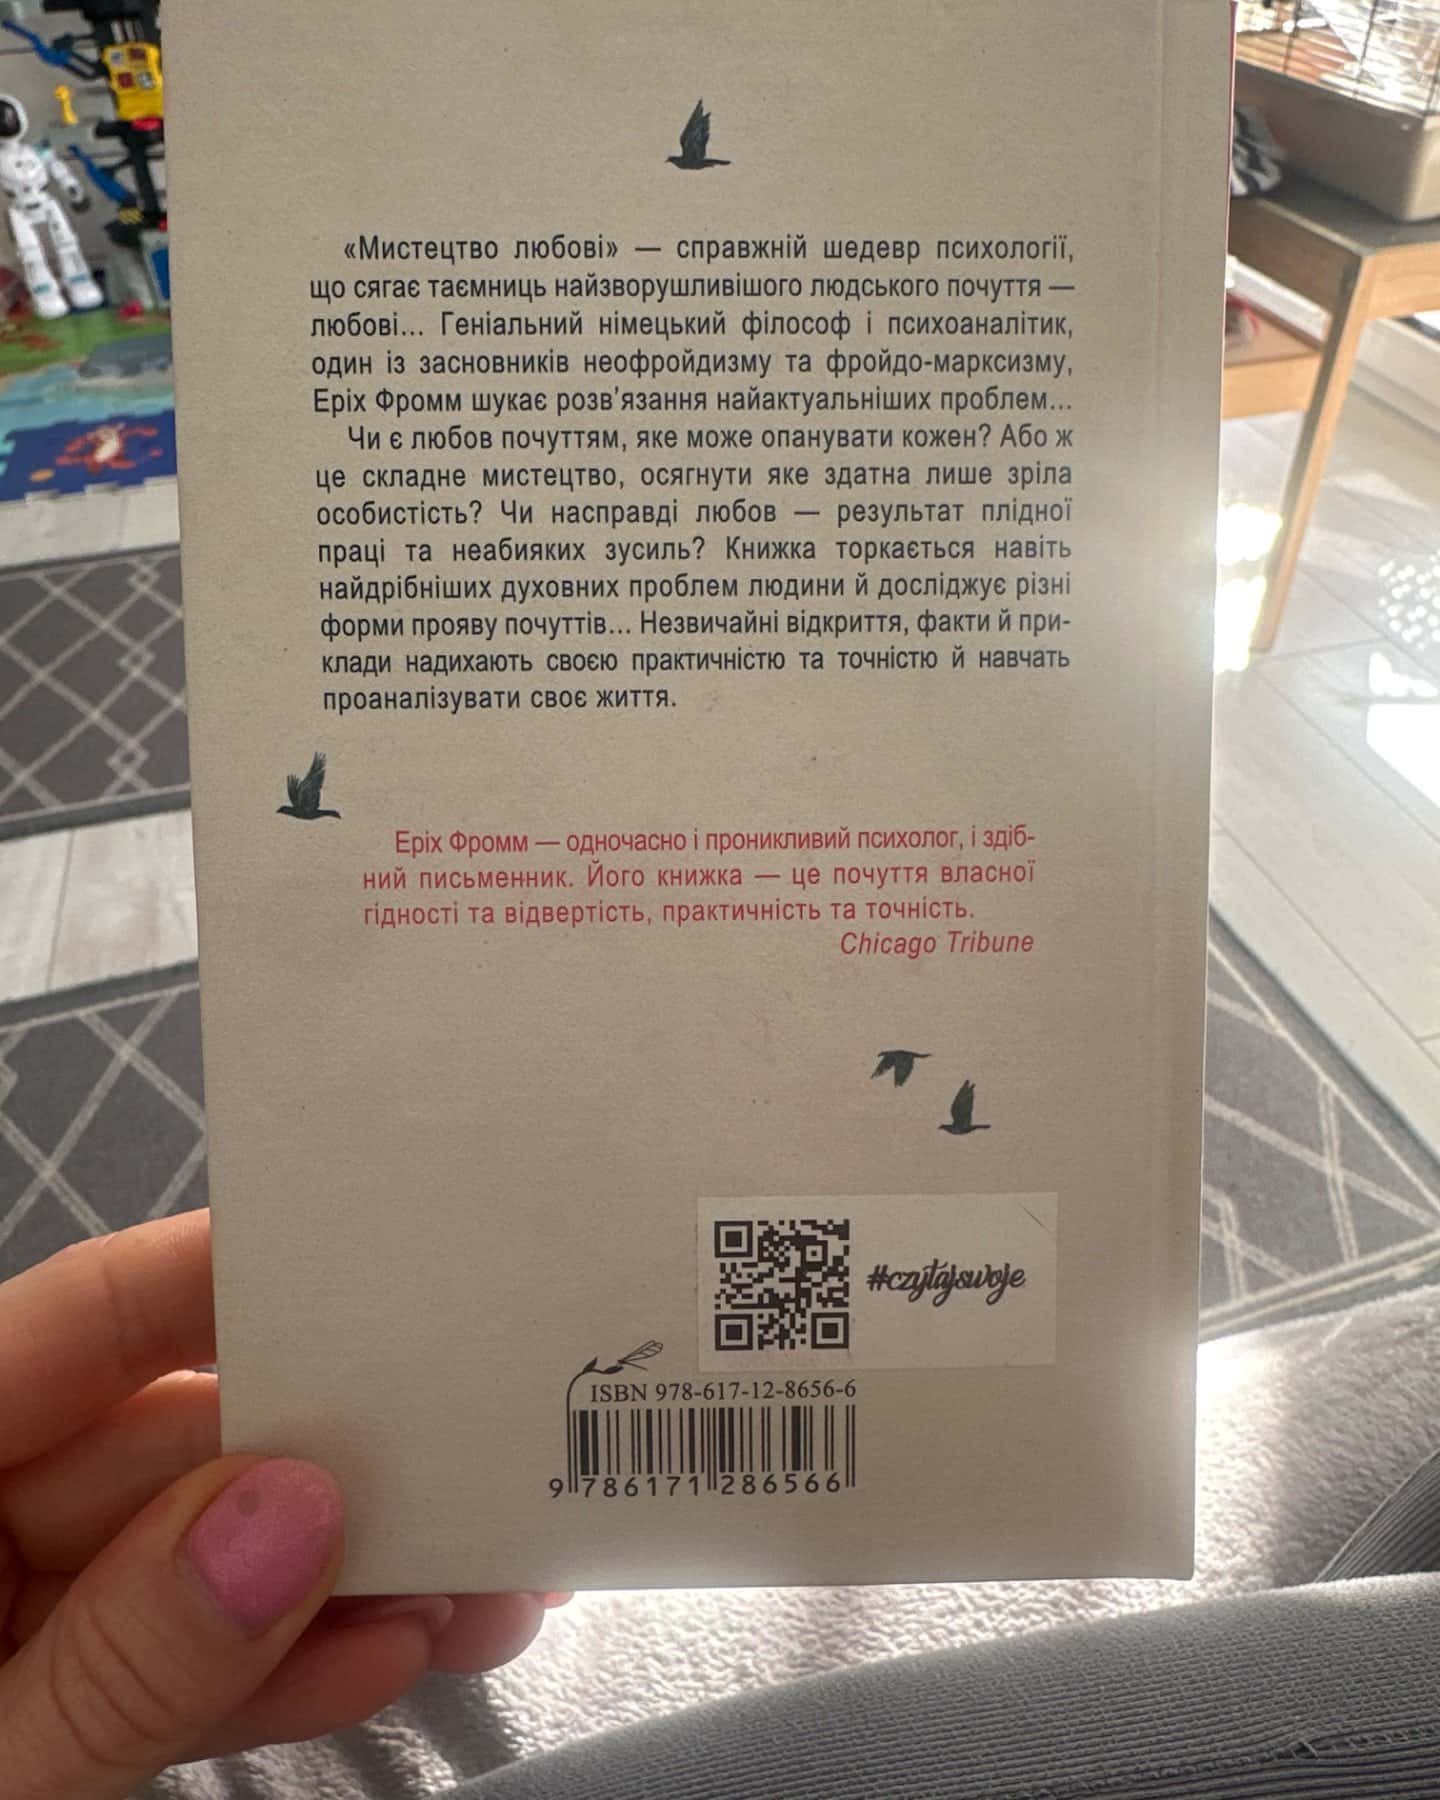 «Мистецтво любові» — справжній шедевр психології,
що сягає таємниць найзворушливішого людського почуття —
любові... Геніальний німецький філософ і психоаналітик,
один із засновників неофройдизму та фройдо-марксизму,
Еріх Фромм шукає розв'язання найактуальніших проблем...
Чи є любов почуттям, яке може опанувати кожен? Або ж
це складне мистецтво, осягнути яке здатна лише зріла
особистість? Чи насправді любов — результат плідної
праці та неабияких зусиль? Книжка торкається навіть
найдрібніших духовних проблем людини й досліджує різні
форми прояву почуттів... Незвичайні відкриття, факти й при-
клади надихають своєю практичністю та точністю й навчать
проаналізувати своє життя.
Еріх Фромм — одночасно і проникливий психолог, і здіб-
ний письменник. Його книжка — це почуття власної
гідності та відвертість, практичність та точність.
Chicago Tribune
#czytajswoje
ISBN 978-617-12-8656-6
9 786171 286566